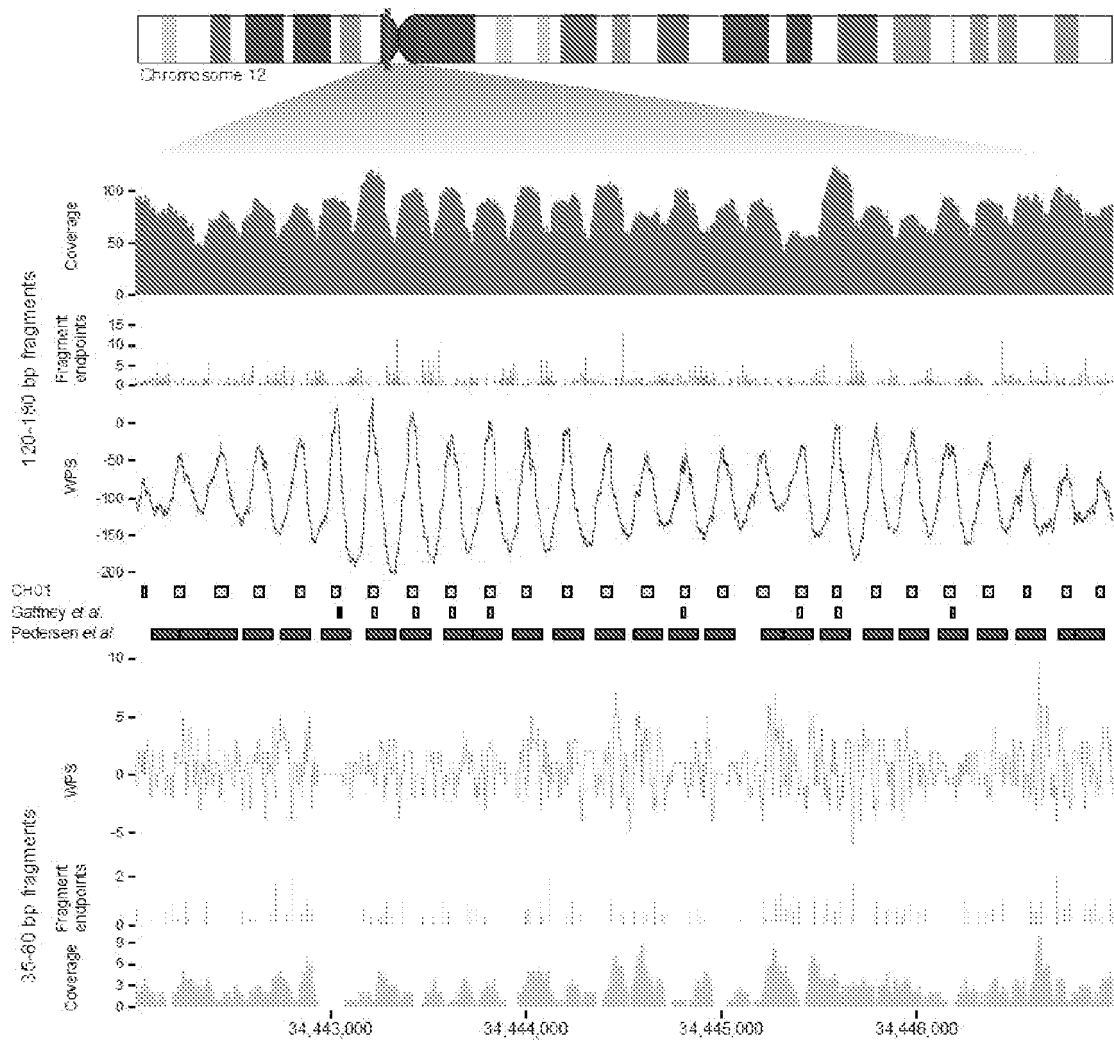 Chromosome 12
120-180 bp fragments
Coverage
100
50
0
Fragment
endpoints
15
5
0
WPS
0
-50
-100
-150
-200
CH01
Gaffney et al.
Pedersen et al.
35-80 bp fragments
WPS
10
5
0
-5
Fragment
endpoints
2
0
Coverage
9
6
3
0
34,443,000
34,444,000
34,445,000
34,446,000